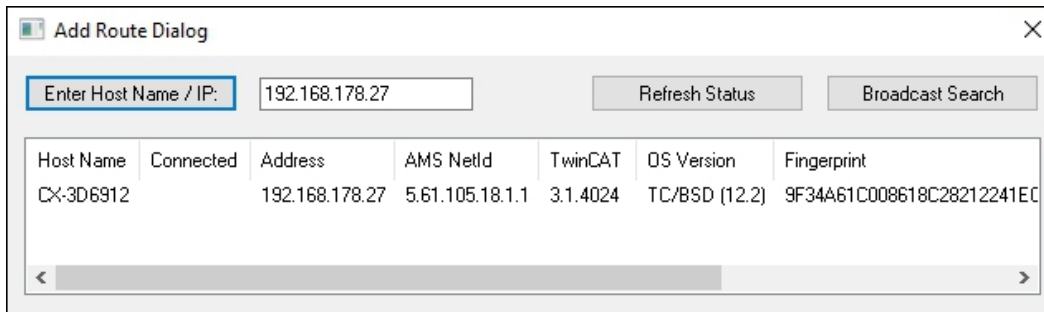 Add Route Dialog
Enter Host Name / IP: 192.168.178.27 Refresh Status Broadcast Search
Host Name Connected Address AMS NetId TwinCAT OS Version Fingerprint
CX-3D6912 192.168.178.27 5.61.105.18.1.1 3.1.4024 TC/BSD (12.2) 9F34A61C008618C28212241E